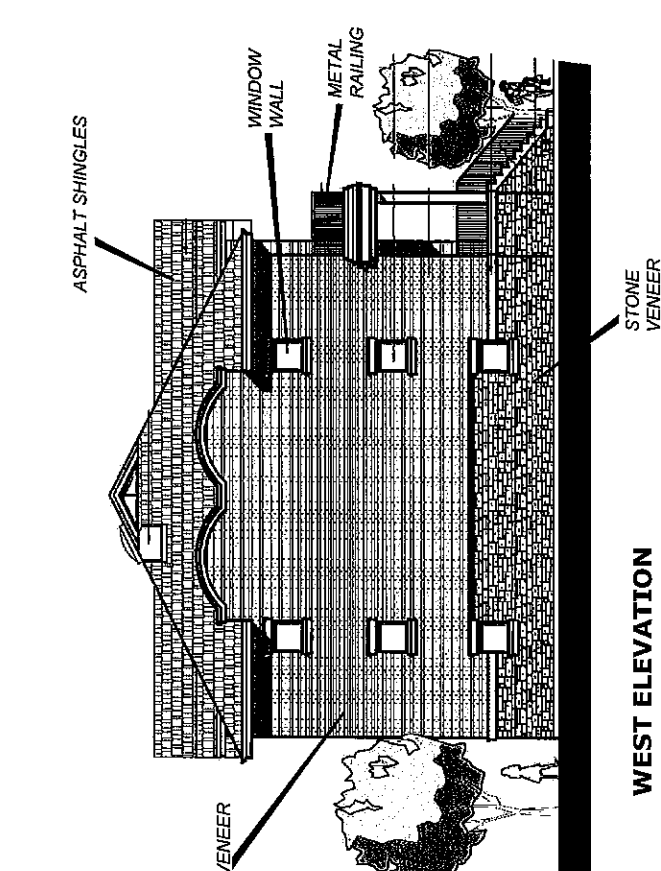 VENEER
ASPHALT SHINGLES
WINDOW
WALL
METAL
RAILING
STONE
VENEER
WEST ELEVATION